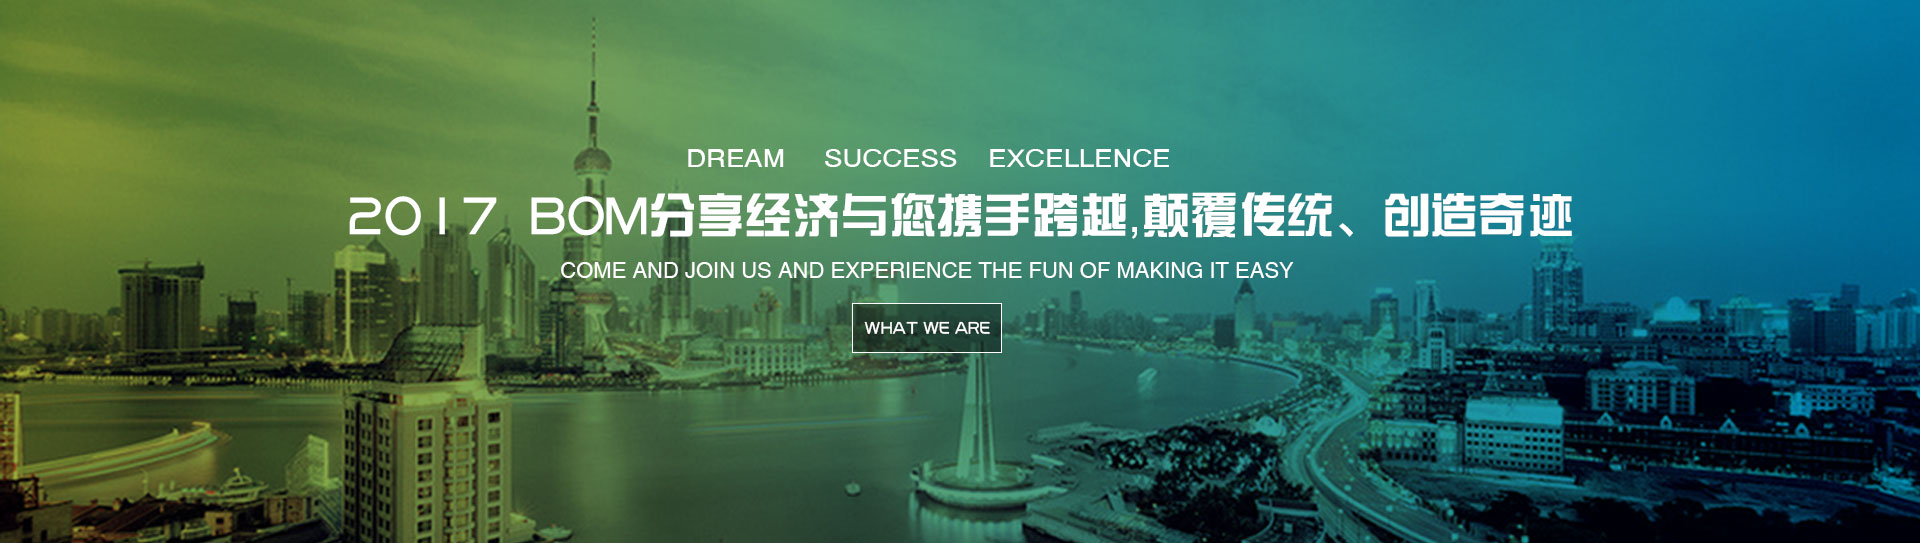 DREAM SUCCESS EXCELLENCE
2017 BOM分享经济与您携手跨越,颠覆传统、创造奇迹
COME AND JOIN US AND EXPERIENCE THE FUN OF MAKING IT EASY
WHAT WE ARE